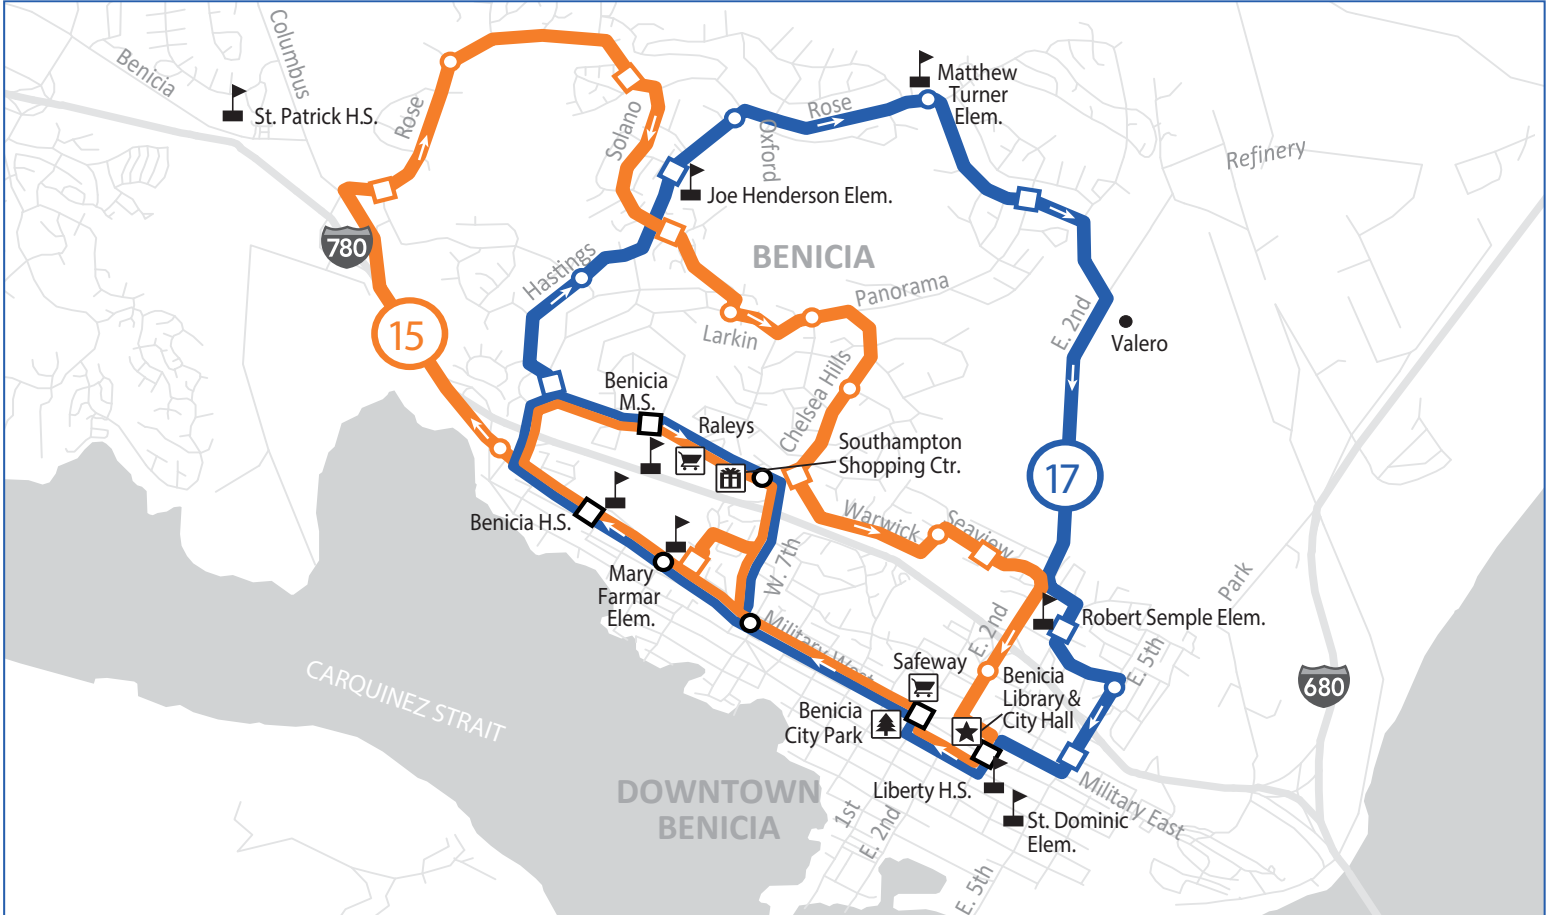 Columbus
Benicia
St. Patrick H.S.
Rose
Solano
Matthew
Turner
Elem.
Rose
Oxford
Joe Henderson Elem.
Refinery
780
Hastings
BENICIA
Panorama
Larkin
E. 2nd
Valero
15
Benicia
M.S.
Raleys
Chelsea Hills
Southampton
Shopping Ctr.
17
Benicia H.S.
Warwick
Seaview
W. 7th
Mary
Farmar
Elem.
Park
Robert Semple Elem.
E. 2nd
E. 5th
Military West
Safeway
Benicia
Library &
City Hall
680
CARQUINEZ STRAIT
Benicia
City Park
DOWNTOWN
BENICIA
Liberty H.S.
Military East
1st
E. 2nd
St. Dominic
Elem.
E. 5th